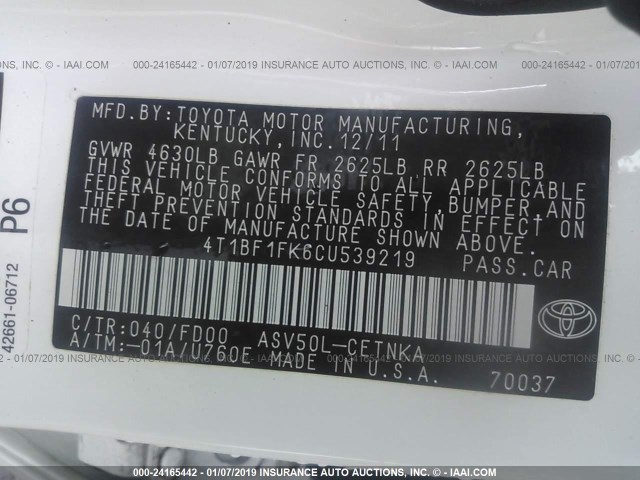 000-24165442 - 01/07/2019 INSURANCE AUTO AUCTIONS, INC. - IAAI.COM
MFD.BY:TOYOTA MOTOR MANUFACTURING,
KENTUCKY,INC.12/11
GVWR 4630LB GAWR FR 2625LB RR 2625LB
THIS VEHICLE CONFORMS TO ALL APPLICABLE
FEDERAL MOTOR VEHICLE SAFETY,BUMPER,AND
THEFT PREVENTION STANDARDS IN EFFECT ON
THE DATE OF MANUFACTURE SHOWN ABOVE.
4T1BF1FK6CU539219 PASS.CAR
C/TR:040/FD00 ASV50L-CETNKA
A/TM:-01A/U760E MADE IN U.S.A.
70037
P6
42661-06712
000-24165442 - 01/07/2019 INSURANCE AUTO AUCTIONS, INC. - IAAI.COM
000-24165442 - 01/07/2019 INSURANCE AUTO AUCTIONS, INC. - IAAI.COM